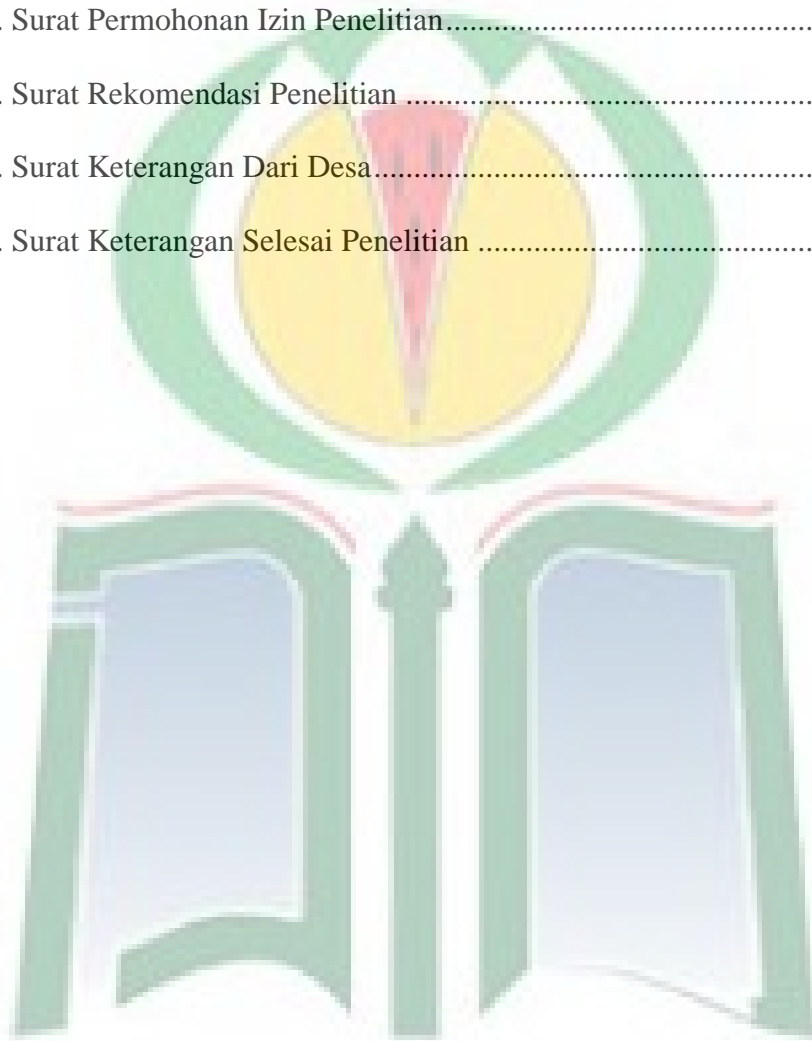 . Surat Permohonan Izin Penelitian.............................................
. Surat Rekomendasi Penelitian ..................................................
. Surat Keterangan Dari Desa......................................................
. Surat Keterangan Selesai Penelitian .........................................